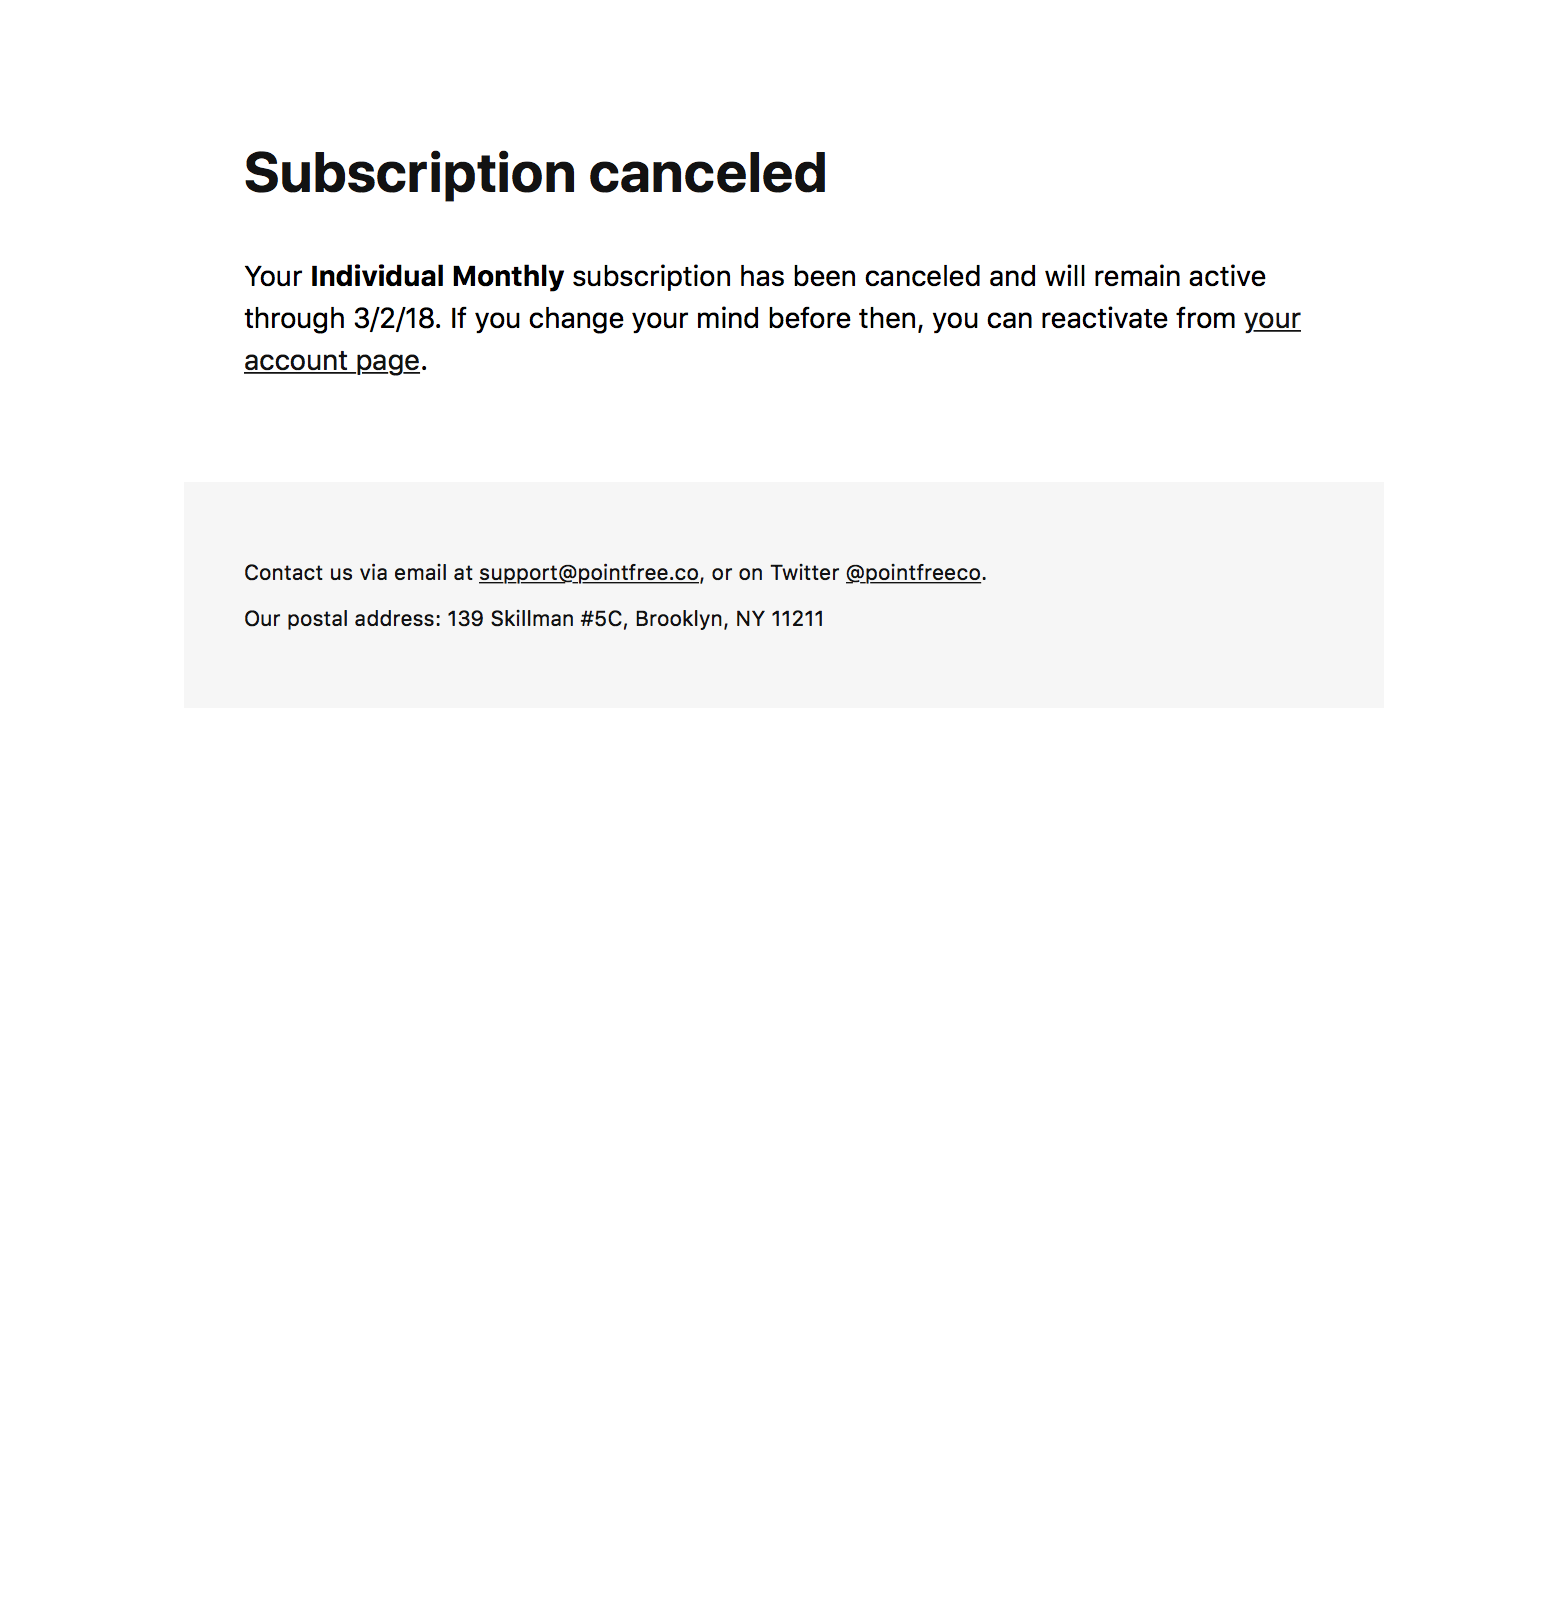 Subscription canceled
Your Individual Monthly subscription has been canceled and will remain active
through 3/2/18. If you change your mind before then, you can reactivate from your
account page.
Contact us via email at support@pointfree.co, or on Twitter @pointfreeco.
Our postal address: 139 Skillman #5C, Brooklyn, NY 11211